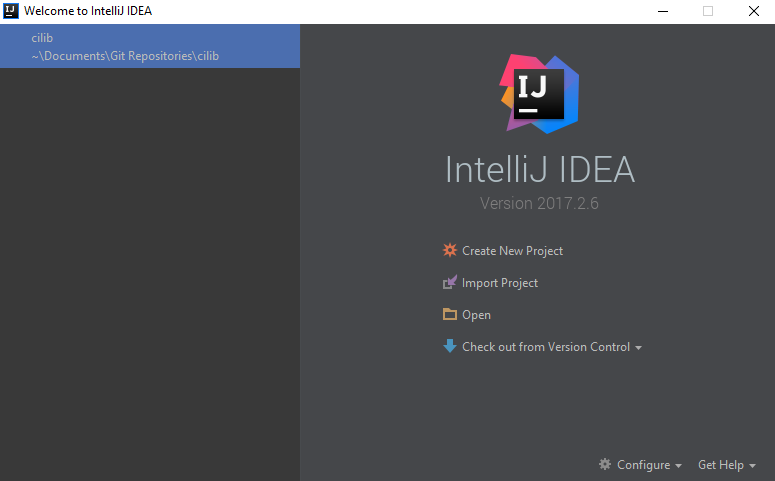 Welcome to IntelliJ IDEA
cilib
~\Documents\Git Repositories\cilib
IJ
IntelliJ IDEA
Version 2017.2.6
Create New Project
Import Project
Open
Check out from Version Control
Configure
Get Help